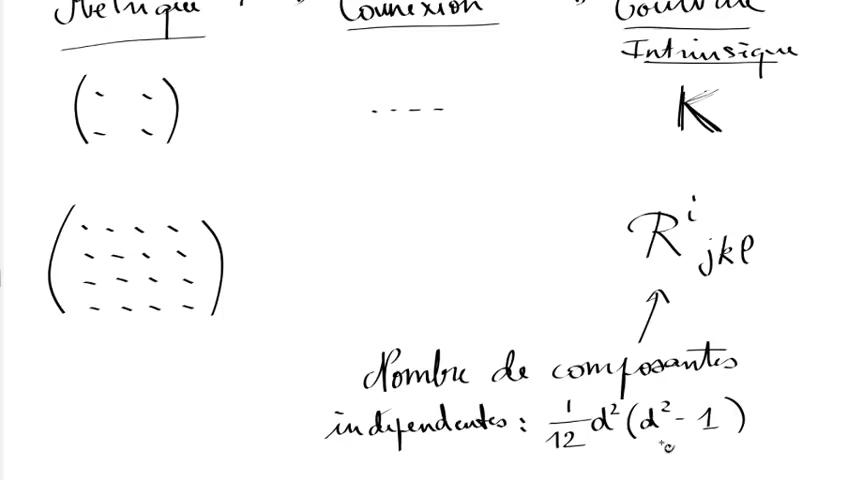 Métrique Connexion Courbure
Intrinsèque
K
R^i_jkl
Nombre de composantes
indépendantes : 1/12 d²(d² - 1)